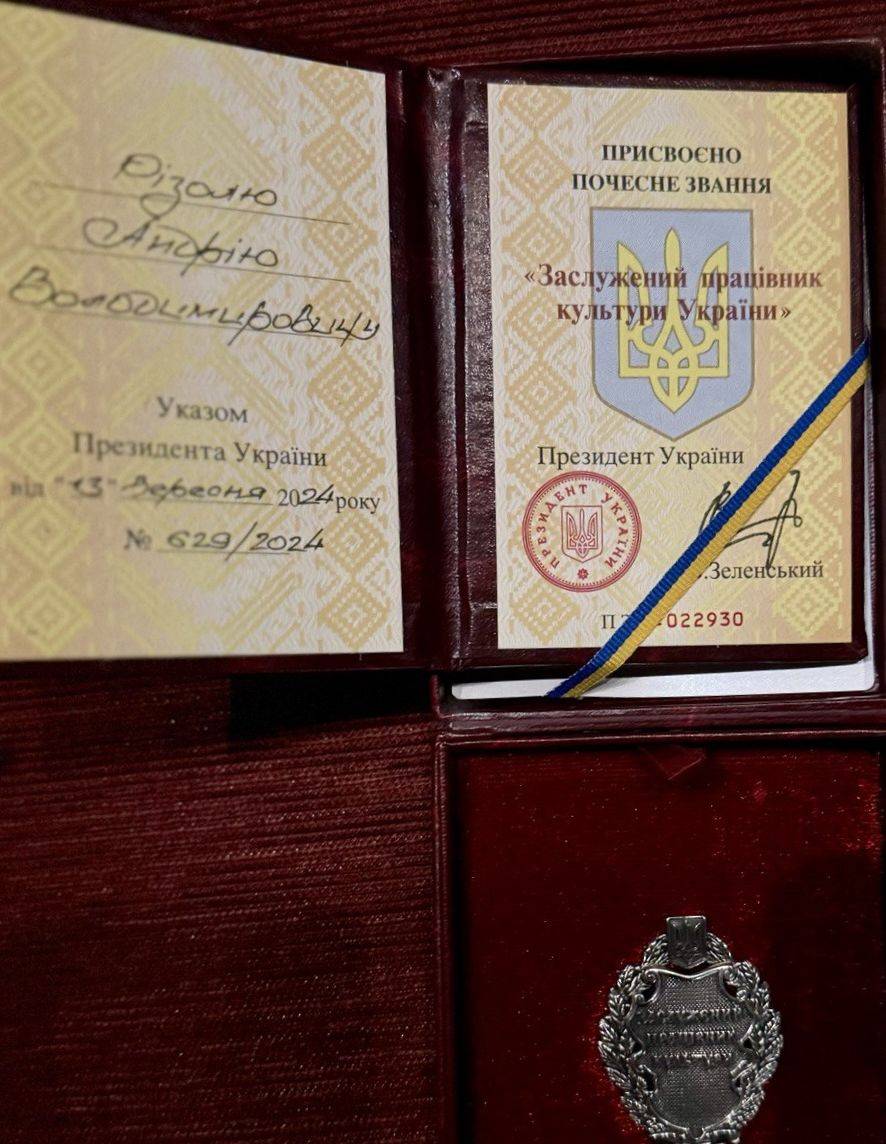 Різолю
Андрію
Володимировичу
Указом
Президента України
від "13" вересня 2024 року
№ 629/2024
ПРИСВОЄНО
ПОЧЕСНЕ ЗВАННЯ
«Заслужений працівник
культури України»
Президент України
ПРЕЗИДЕНТ УКРАЇНИ
.Зеленський
022930